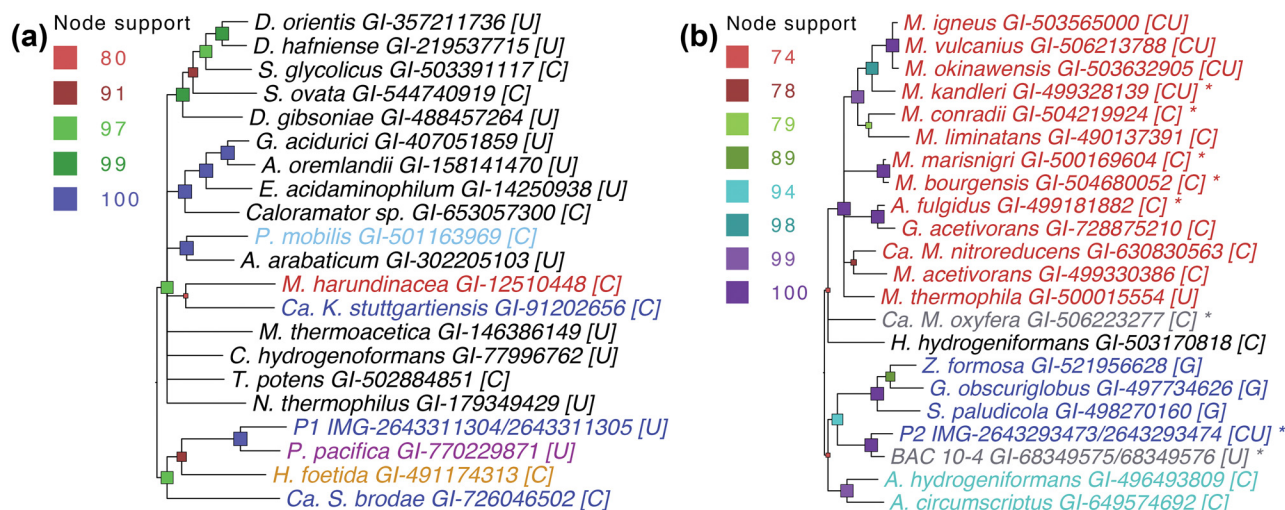 (a)
Node support
80
91
97
99
100
D. orientis GI-357211736 [U]
D. hafniense GI-219537715 [U]
S. glycolicus GI-503391117 [C]
S. ovata GI-544740919 [C]
D. gibsoniae GI-488457264 [U]
G. acidurici GI-407051859 [U]
A. oremlandii GI-158141470 [U]
E. acidaminophilum GI-14250938 [U]
Caloramator sp. GI-653057300 [C]
P. mobilis GI-501163969 [C]
A. arabaticum GI-302205103 [U]
M. harundinacea GI-12510448 [C]
Ca. K. stuttgartiensis GI-91202656 [C]
M. thermoacetica GI-146386149 [U]
C. hydrogenoformans GI-77996762 [U]
T. potens GI-502884851 [C]
N. thermophilus GI-179349429 [U]
P1 IMG-2643311304/2643311305 [U]
P. pacifica GI-770229871 [U]
H. foetida GI-491174313 [C]
Ca. S. brodae GI-726046502 [C]
(b)
Node support
74
78
79
89
94
98
99
100
M. igneus GI-503565000 [CU]
M. vulcanius GI-506213788 [CU]
M. okinawensis GI-503632905 [CU]
M. kandleri GI-499328139 [CU] *
M. conradii GI-504219924 [C] *
M. liminatans GI-490137391 [C]
M. marisnigri GI-500169604 [C] *
M. bourgensis GI-504680052 [C] *
A. fulgidus GI-499181882 [C] *
G. acetivorans GI-728875210 [C]
Ca. M. nitroreducens GI-630830563 [C]
M. acetivorans GI-499330386 [C]
M. thermophila GI-500015554 [U]
Ca. M. oxyfera GI-506223277 [C] *
H. hydrogeniformans GI-503170818 [C]
Z. formosa GI-521956628 [G]
G. obscuriglobus GI-497734626 [G]
S. paludicola GI-498270160 [G]
P2 IMG-2643293473/2643293474 [CU] *
BAC 10-4 GI-68349575/68349576 [U] *
A. hydrogeniformans GI-496493809 [C]
A. circumscriptus GI-649574692 [C]